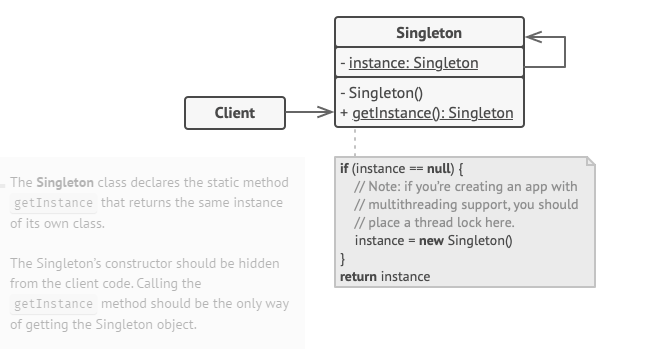 Singleton
- instance: Singleton
- Singleton()
+ getInstance(): Singleton
Client
The Singleton class declares the static method
getInstance that returns the same instance
of its own class.
The Singleton's constructor should be hidden
from the client code. Calling the
getInstance method should be the only way
of getting the Singleton object.
if (instance == null) {
// Note: if you're creating an app with
// multithreading support, you should
// place a thread lock here.
instance = new Singleton()
}
return instance